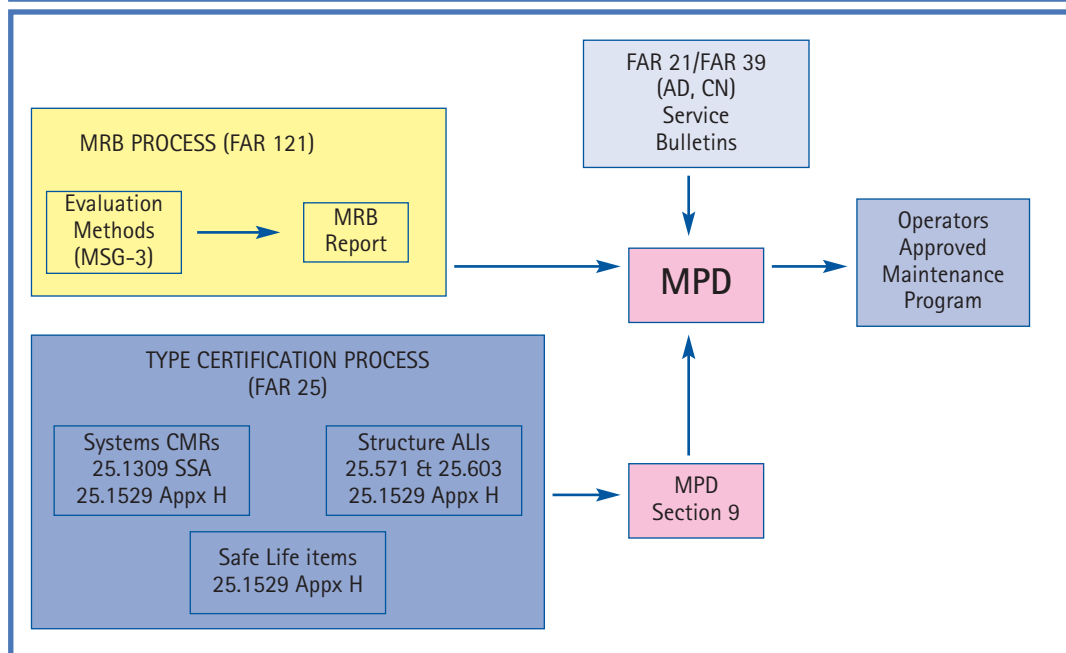 MRB PROCESS (FAR 121)
Evaluation
Methods
(MSG-3)
MRB
Report
FAR 21/FAR 39
(AD, CN)
Service
Bulletins
MPD
Operators
Approved
Maintenance
Program
TYPE CERTIFICATION PROCESS
(FAR 25)
Systems CMRs
25.1309 SSA
25.1529 Appx H
Structure ALIs
25.571 & 25.603
25.1529 Appx H
Safe Life items
25.1529 Appx H
MPD
Section 9